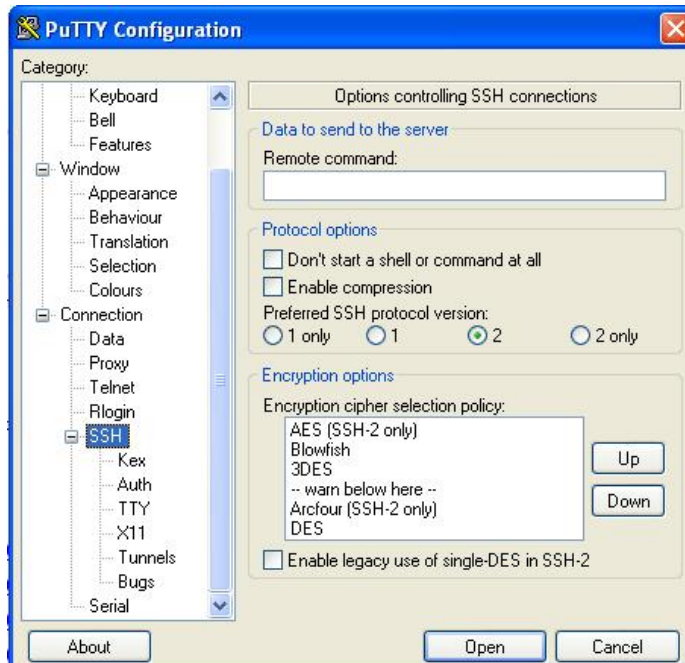 PuTTY Configuration
Category:
Keyboard
Bell
Features
Window
Appearance
Behaviour
Translation
Selection
Colours
Connection
Data
Proxy
Telnet
Rlogin
SSH
Kex
Auth
TTY
X11
Tunnels
Bugs
Serial
Options controlling SSH connections
Data to send to the server
Remote command:
Protocol options
Don't start a shell or command at all
Enable compression
Preferred SSH protocol version:
1 only 1 2 2 only
Encryption options
Encryption cipher selection policy:
AES (SSH-2 only)
Blowfish
3DES
-- warn below here --
Arcfour (SSH-2 only)
DES
Up
Down
Enable legacy use of single-DES in SSH-2
About Open Cancel